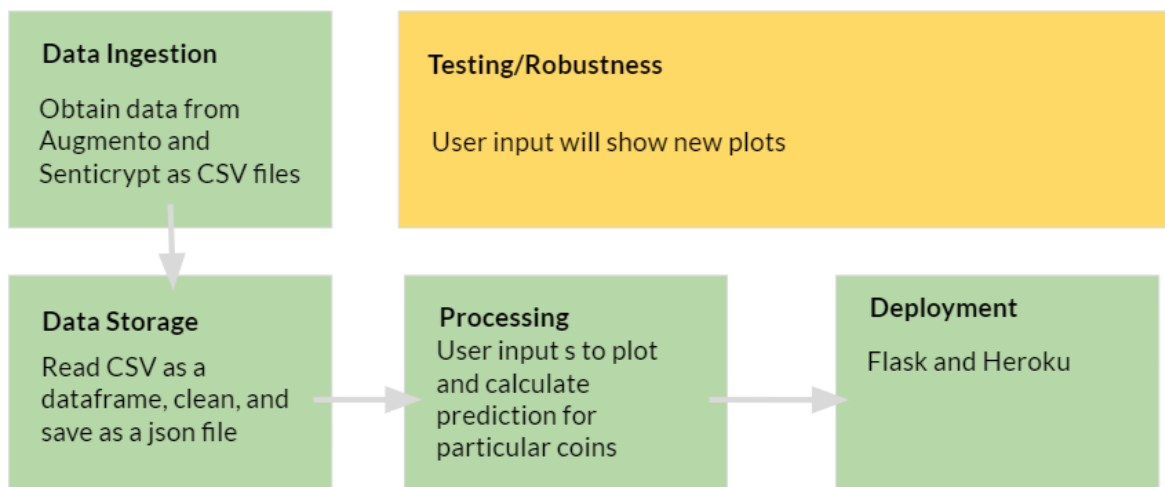 Data Ingestion
Obtain data from
Augmento and
Senticrypt as CSV files
Testing/Robustness
User input will show new plots
Data Storage
Read CSV as a
dataframe, clean, and
save as a json file
Processing
User input s to plot
and calculate
prediction for
particular coins
Deployment
Flask and Heroku